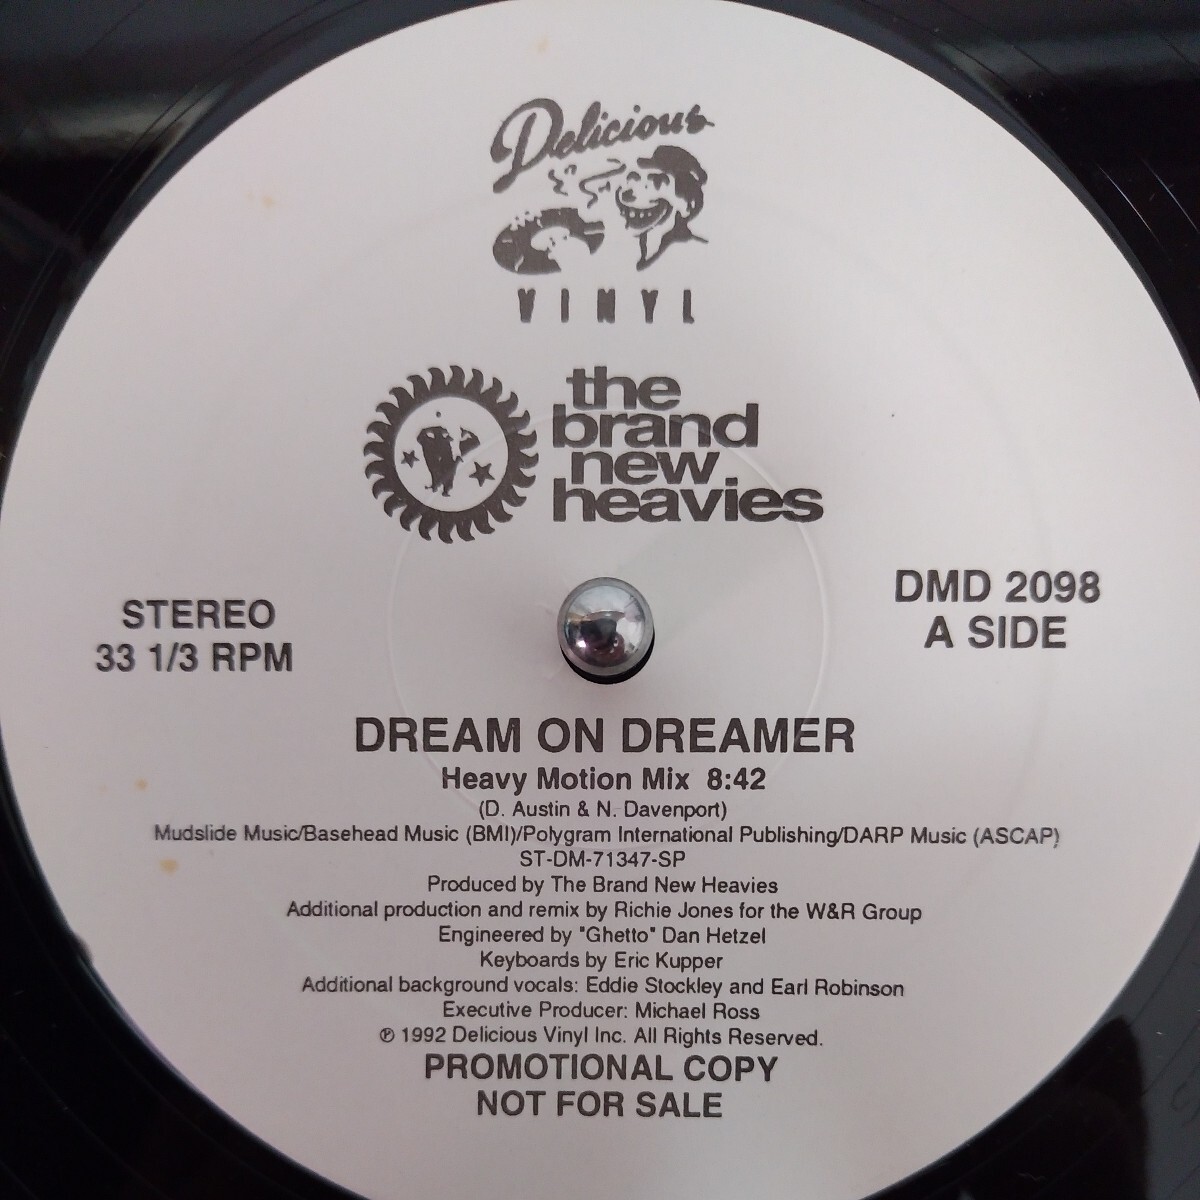 Delicious
VINYL
the
brand
new
heavies
STEREO
33 1/3 RPM
DMD 2098
A SIDE
DREAM ON DREAMER
Heavy Motion Mix 8:42
(D. Austin & N. Davenport)
Mudslide Music/Basehead Music (BMI)/Polygram International Publishing/DARP Music (ASCAP)
ST-DM-71347-SP
Produced by The Brand New Heavies
Additional production and remix by Richie Jones for the W&R Group
Engineered by "Ghetto" Dan Hetzel
Keyboards by Eric Kupper
Additional background vocals: Eddie Stockley and Earl Robinson
Executive Producer: Michael Ross
℗ 1992 Delicious Vinyl Inc. All Rights Reserved.
PROMOTIONAL COPY
NOT FOR SALE